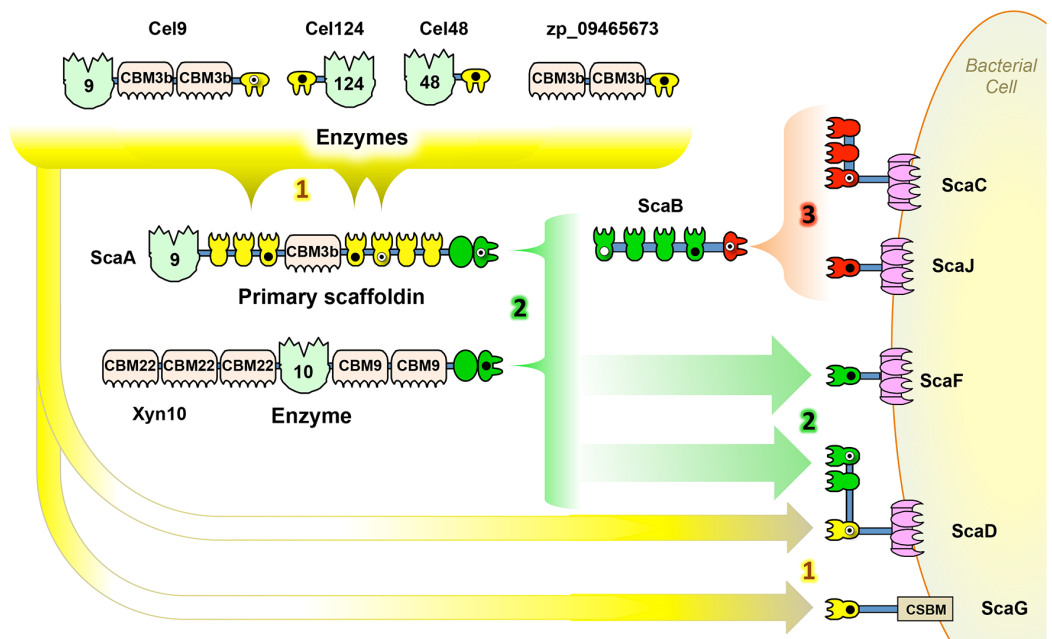 Cel9
Cel124
Cel48
zp_09465673
9
CBM3b
CBM3b
124
48
CBM3b
CBM3b
Bacterial
Cell
Enzymes
1
3
ScaC
ScaB
ScaA
9
CBM3b
ScaJ
Primary scaffoldin
2
CBM22
CBM22
CBM22
10
CBM9
CBM9
ScaF
Xyn10
Enzyme
2
ScaD
1
CSBM
ScaG